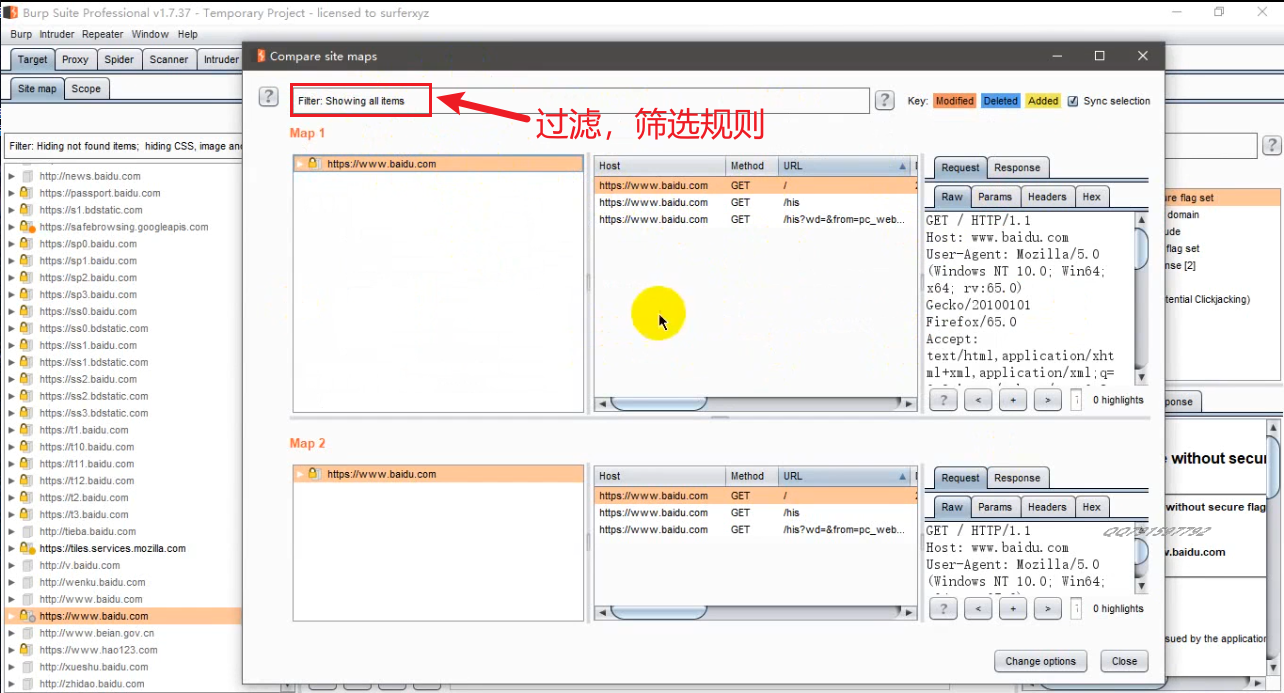 Burp Suite Professional v1.7.37 - Temporary Project - licensed to surferxyz
Burp Intruder Repeater Window Help
Target Proxy Spider Scanner Intruder
Site map Scope
Filter: Hiding not found items; hiding CSS, image
http://news.baidu.com
https://passport.baidu.com
https://s1.bdstatic.com
https://safebrowsing.googleapis.com
https://sp0.baidu.com
https://sp1.baidu.com
https://sp2.baidu.com
https://sp3.baidu.com
https://ss0.baidu.com
https://ss0.bdstatic.com
https://ss1.baidu.com
https://ss1.bdstatic.com
https://ss2.baidu.com
https://ss2.bdstatic.com
https://ss3.bdstatic.com
https://t1.baidu.com
https://t10.baidu.com
https://t11.baidu.com
https://t12.baidu.com
https://t2.baidu.com
https://t3.baidu.com
http://tieba.baidu.com
https://tiles.services.mozilla.com
http://v.baidu.com
http://wenku.baidu.com
http://www.baidu.com
https://www.baidu.com
http://www.beian.gov.cn
https://www.hao123.com
http://xueshu.baidu.com
http://zhidao.baidu.com
Compare site maps
? Filter: Showing all items ? Key: Modified Deleted Added Sync selection
过滤，筛选规则
Map 1
https://www.baidu.com
Host Method URL
https://www.baidu.com GET /
https://www.baidu.com GET /his
https://www.baidu.com GET /his?wd=&from=pc_web...
Request Response
Raw Params Headers Hex
GET / HTTP/1.1
Host: www.baidu.com
User-Agent: Mozilla/5.0
(Windows NT 10.0; Win64;
x64; rv:65.0)
Gecko/20100101
Firefox/65.0
Accept:
text/html,application/xht
ml+xml,application/xml;q=
? < + > 0 highlights
Map 2
https://www.baidu.com
Host Method URL
https://www.baidu.com GET /
https://www.baidu.com GET /his
https://www.baidu.com GET /his?wd=&from=pc_web...
Request Response
Raw Params Headers Hex
GET / HTTP/1.1
Host: www.baidu.com
User-Agent: Mozilla/5.0
(Windows NT 10.0; Win64;
? < + > 0 highlights
Change options Close
?
flag set
domain
flag set
[2]
Clickjacking)
without
without secure flag
.baidu.com
by the application